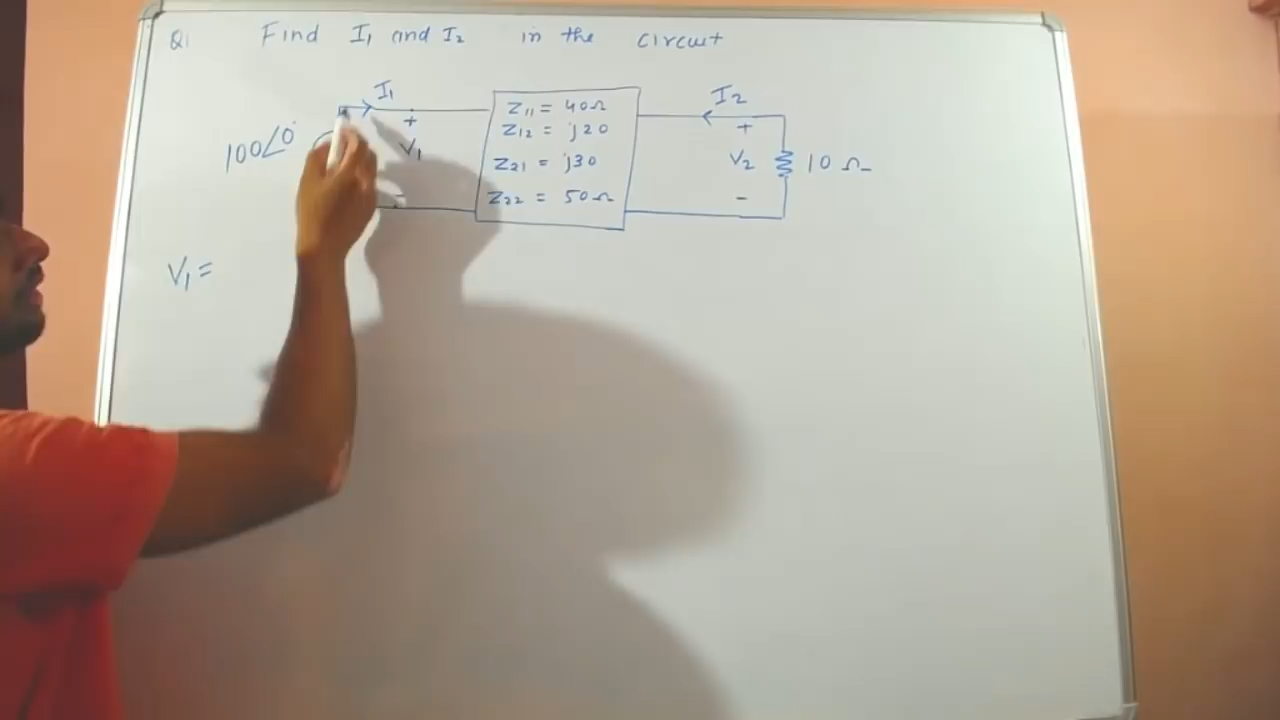 Q1 Find I1 and I2 in the circuit
I1
I2
100∠0°
+
V1
-
Z11 = 40Ω
Z12 = j20
Z21 = j30
Z22 = 50Ω
+
V2
-
10 Ω
V1 =